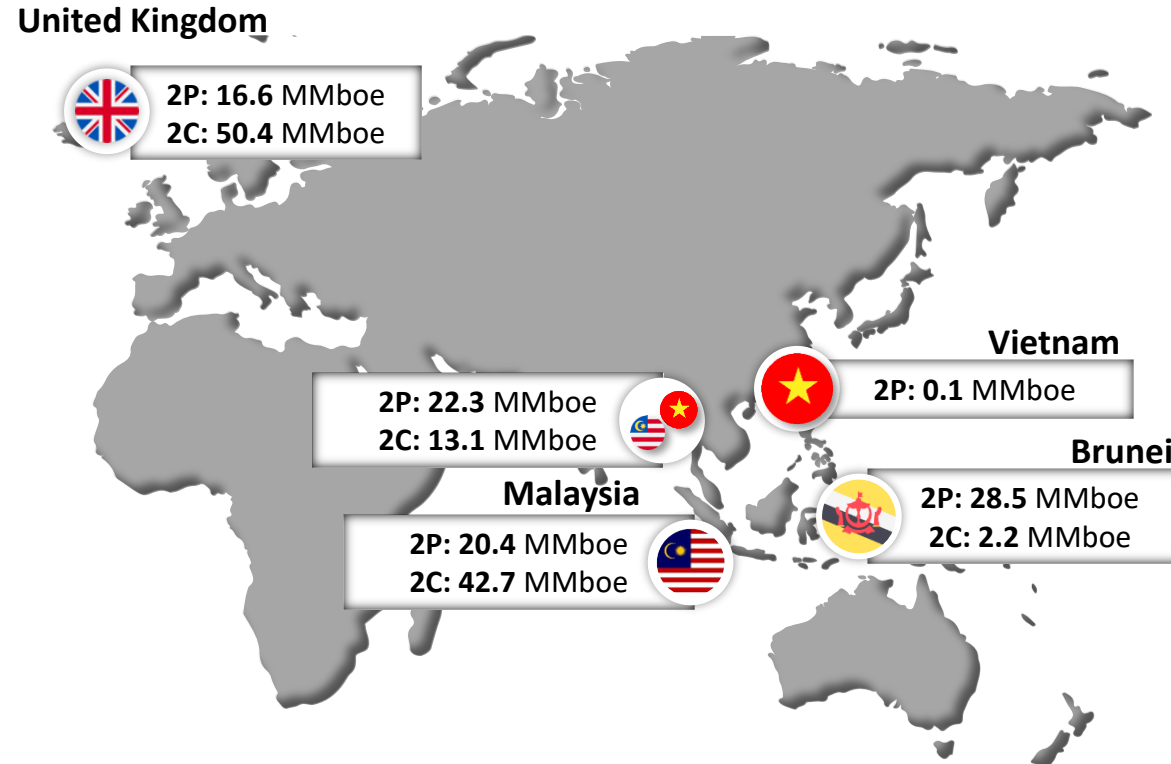 United Kingdom
2P: 16.6 MMboe
2C: 50.4 MMboe
Vietnam
2P: 0.1 MMboe
2P: 22.3 MMboe
2C: 13.1 MMboe
Brunei
2P: 28.5 MMboe
2C: 2.2 MMboe
Malaysia
2P: 20.4 MMboe
2C: 42.7 MMboe